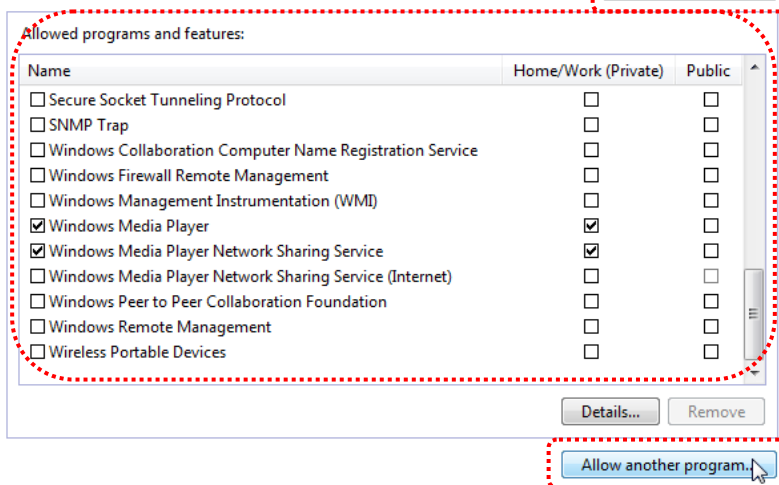 Allowed programs and features:
Name Home/Work (Private) Public
Secure Socket Tunneling Protocol
SNMP Trap
Windows Collaboration Computer Name Registration Service
Windows Firewall Remote Management
Windows Management Instrumentation (WMI)
Windows Media Player
Windows Media Player Network Sharing Service
Windows Media Player Network Sharing Service (Internet)
Windows Peer to Peer Collaboration Foundation
Windows Remote Management
Wireless Portable Devices
Details... Remove
Allow another program...